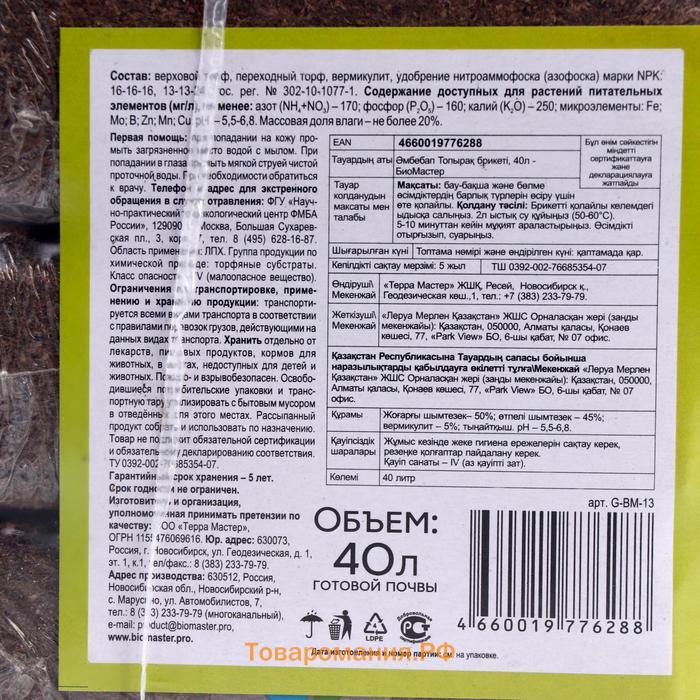 Состав: верховой торф, переходный торф, вермикулит, удобрение нитроаммофоска (азофоска) марки NPK:
16-16-16, 13-13- ос. рег. № 302-10-1077-1. Содержание доступных для растений питательных
элементов (мг/л), не менее: азот (NH₄+NO₃) – 170; фосфор (P₂O₅) – 160; калий (K₂O) – 250; микроэлементы: Fe;
Mo; B; Zn; Mn; Cu pH – 5,5-6,8. Массовая доля влаги – не более 20%.
Первая помощь: при попадании на кожу про-
мыть загрязненное место водой с мылом. При
попадании в глаза промыть мягкой струей чистой
проточной воды. При необходимости обратиться
к врачу. Телефон, адрес для экстренного
обращения в случае отравления: ФГУ «Науч-
но-практический токсикологический центр ФМБА
России», 129090 Москва, Большая Сухарев-
ская пл., 3, корп. 7, тел. 8 (495) 628-16-87.
Область применения: ЛПХ. Группа продукции по
химической природе: торфяные субстраты.
Класс опасности IV (малоопасное вещество).
Ограничения по транспортировке, приме-
нению и хранению продукции: транспорти-
руется всеми видами транспорта в соответствии
с правилами перевозок грузов, действующими на
данных видах транспорта. Хранить отдельно от
лекарств, пищевых продуктов, кормов для
животных, в местах, недоступных для детей и
животных. Пожаро- и взрывобезопасен. Освобо-
дившиеся потребительские упаковки и транс-
портную тару утилизировать с бытовым мусором
в отведённых для этого местах. Рассыпанный
продукт собрать и использовать по назначению.
Товар не подлежит обязательной сертификации
и обязательному декларированию соответствия.
ТУ 0392-002-76685354-07.
Гарантийный срок хранения – 5 лет.
Срок годности не ограничен.
Изготовитель и организация,
уполномоченная принимать претензии по
качеству: ООО «Терра Мастер»,
ОГРН 1155476069616. Юр. адрес: 630073,
Россия, г. Новосибирск, ул. Геодезическая, д. 1,
эт. 1, к.1, тел/факс.: 8 (383) 233-79-79.
Адрес производства: 630512, Россия,
Новосибирская обл., Новосибирский р-н,
с. Марусино, ул. Автомобилистов, 7,
тел.: 8 (383) 233-79-79 (многоканальный),
e-mail: product@biomaster.pro,
www.biomaster.pro.
EAN 4660019776288
Тауардың аты Әмбебап Топырақ брикеті, 40л -
БиоМастер
Бұл өнім сәйкестігін
міндетті
сертификаттауға
және
декларациялауға
жатпайды
Тауар
қолданудын
максаты мен
талабы
Мақсаты: бау-бақша және бөлме
өсімдіктердің барлық түрлерін өсіру үшін
өте қолайлы. Қолдану тәсілі: Брикетті қолайлы көлемдегі
ыдысқа салыңыз. 2л ыстық су құйыңыз (50-60°С).
5-10 минуттан кейін мұқият араластырыңыз. Өсімдікті
отырғызып, суарыңыз.
Шығарылған күні Топтама немірі және өндірілген күні: қаптамада қар.
Кепілдікті сақтау мерзімі: 5 жыл ТШ 0392-002-76685354-07
Өндіруші\
Мекенжай
«Терра Мастер» ЖШҚ, Ресей, Новосибирск қ.,
Геодезическая көш.,1, тел.: +7 (383) 233-79-79.
Жеткізуші\
Мекенжай
«Леруа Мерлен Қазақстан» ЖШС Орналасқан жері (заңды
мекенжайы): Қазақстан, 050000, Алматы қаласы, Қонаев
көшесі, 77, «Park View» БО, 6-шы қабат, № 07 офис.
Қазақстан Республикасына Тауардың сапасы бойынша
наразылықтарды қабылдауға өкілетті тұлға\Мекенжай «Леруа Мерлен
Қазақстан» ЖШС Орналасқан жері (заңды мекенжайы): Қазақстан, 050000,
Алматы қаласы, Қонаев көшесі, 77, «Park View» БО, 6-шы қабат, № 07
офис.
Құрамы Жоғарғы шымтезек– 50%; өтпелі шымтезек – 45%;
вермикулит – 5%; тыңайтқыш. рН – 5,5-6,8.
Қауіпсіздік
шаралары
Жұмыс кезінде жеке гигиена ережелерін сақтау керек,
резеңке қолғаптар пайдалану керек.
Қауіп санаты – IV (аз қауіпті зат).
Көлемі 40 литр
арт. G-BM-13
ОБЪЕМ:
40л
ГОТОВОЙ ПОЧВЫ
LDPE
Добровольная
Сертификация
4 660019 776288
Товаромания.РФ
Дата изготовления и номер партии: см. на упаковке.